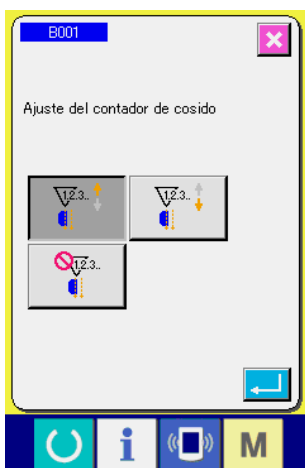 B001
Ajuste del contador de cosido
1.2.3..
1.2.3..
1.2.3..
i
M